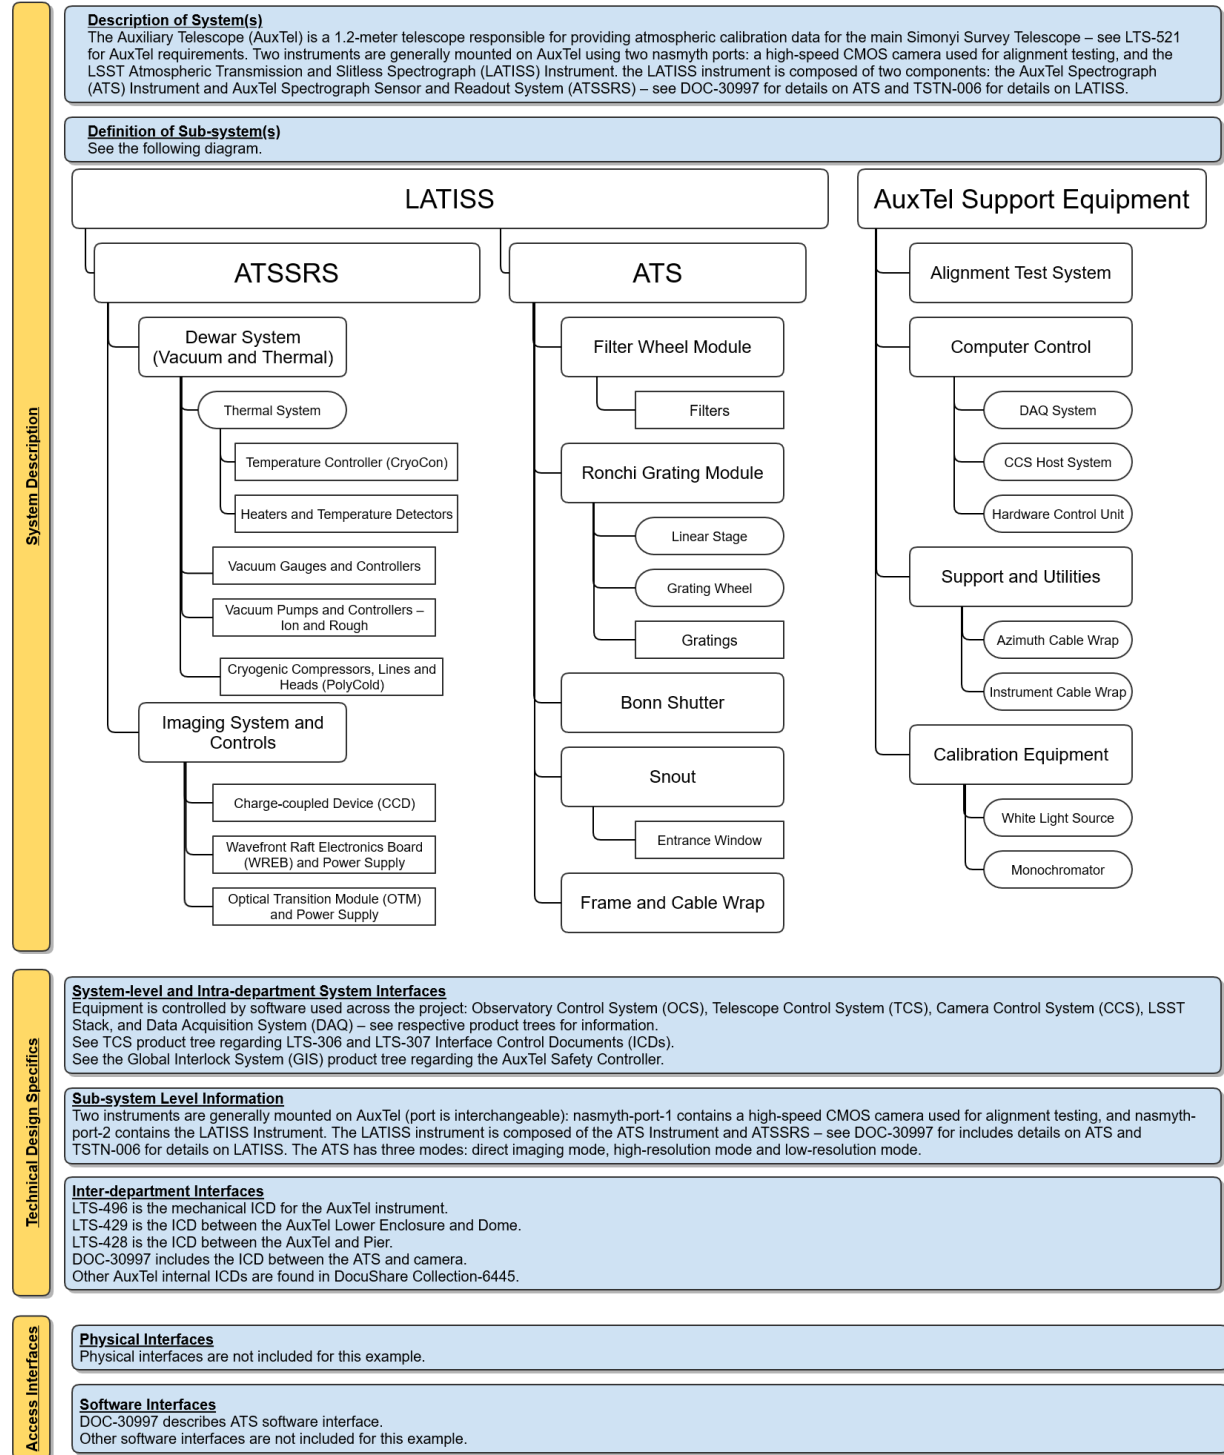 System Description
Description of System(s)
The Auxiliary Telescope (AuxTel) is a 1.2-meter telescope responsible for providing atmospheric calibration data for the main Simonyi Survey Telescope – see LTS-521
for AuxTel requirements. Two instruments are generally mounted on AuxTel using two nasmyth ports: a high-speed CMOS camera used for alignment testing, and the
LSST Atmospheric Transmission and Slitless Spectrograph (LATISS) Instrument. the LATISS instrument is composed of two components: the AuxTel Spectrograph
(ATS) Instrument and AuxTel Spectrograph Sensor and Readout System (ATSSRS) – see DOC-30997 for details on ATS and TSTN-006 for details on LATISS.
Definition of Sub-system(s)
See the following diagram.
LATISS
ATSSRS
Dewar System
(Vacuum and Thermal)
Thermal System
Temperature Controller (CryoCon)
Heaters and Temperature Detectors
Vacuum Gauges and Controllers
Vacuum Pumps and Controllers –
Ion and Rough
Cryogenic Compressors, Lines and
Heads (PolyCold)
Imaging System and
Controls
Charge-coupled Device (CCD)
Wavefront Raft Electronics Board
(WREB) and Power Supply
Optical Transition Module (OTM)
and Power Supply
ATS
Filter Wheel Module
Filters
Ronchi Grating Module
Linear Stage
Grating Wheel
Gratings
Bonn Shutter
Snout
Entrance Window
Frame and Cable Wrap
AuxTel Support Equipment
Alignment Test System
Computer Control
DAQ System
CCS Host System
Hardware Control Unit
Support and Utilities
Azimuth Cable Wrap
Instrument Cable Wrap
Calibration Equipment
White Light Source
Monochromator
Technical Design Specifics
System-level and Intra-department System Interfaces
Equipment is controlled by software used across the project: Observatory Control System (OCS), Telescope Control System (TCS), Camera Control System (CCS), LSST
Stack, and Data Acquisition System (DAQ) – see respective product trees for information.
See TCS product tree regarding LTS-306 and LTS-307 Interface Control Documents (ICDs).
See the Global Interlock System (GIS) product tree regarding the AuxTel Safety Controller.
Sub-system Level Information
Two instruments are generally mounted on AuxTel (port is interchangeable): nasmyth-port-1 contains a high-speed CMOS camera used for alignment testing, and nasmyth-
port-2 contains the LATISS Instrument. The LATISS instrument is composed of the ATS Instrument and ATSSRS – see DOC-30997 for includes details on ATS and
TSTN-006 for details on LATISS. The ATS has three modes: direct imaging mode, high-resolution mode and low-resolution mode.
Inter-department Interfaces
LTS-496 is the mechanical ICD for the AuxTel instrument.
LTS-429 is the ICD between the AuxTel Lower Enclosure and Dome.
LTS-428 is the ICD between the AuxTel and Pier.
DOC-30997 includes the ICD between the ATS and camera.
Other AuxTel internal ICDs are found in DocuShare Collection-6445.
Access Interfaces
Physical Interfaces
Physical interfaces are not included for this example.
Software Interfaces
DOC-30997 describes ATS software interface.
Other software interfaces are not included for this example.